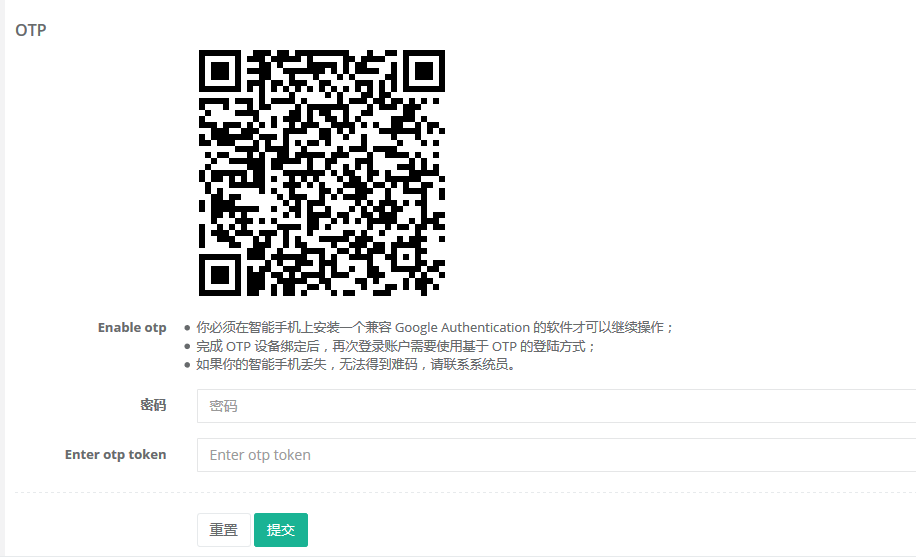 OTP
Enable otp
● 你必须在智能手机上安装一个兼容 Google Authentication 的软件才可以继续操作；
● 完成 OTP 设备绑定后，再次登录账户需要使用基于 OTP 的登陆方式；
● 如果你的智能手机丢失，无法得到难码，请联系系统员。
密码 密码
Enter otp token Enter otp token
重置 提交